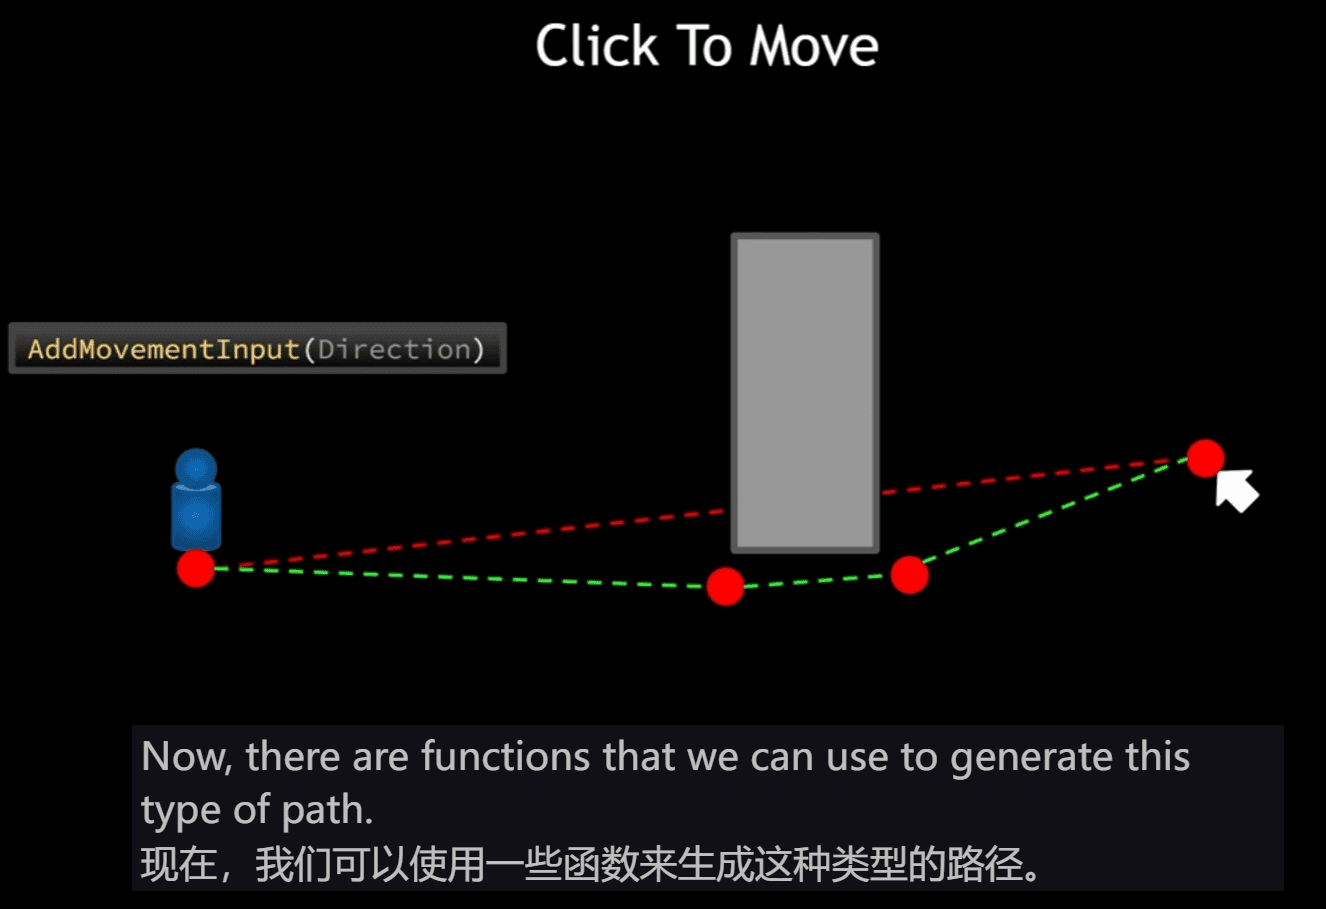 Click To Move
AddMovementInput(Direction)
Now, there are functions that we can use to generate this
type of path.
现在，我们可以使用一些函数来生成这种类型的路径。